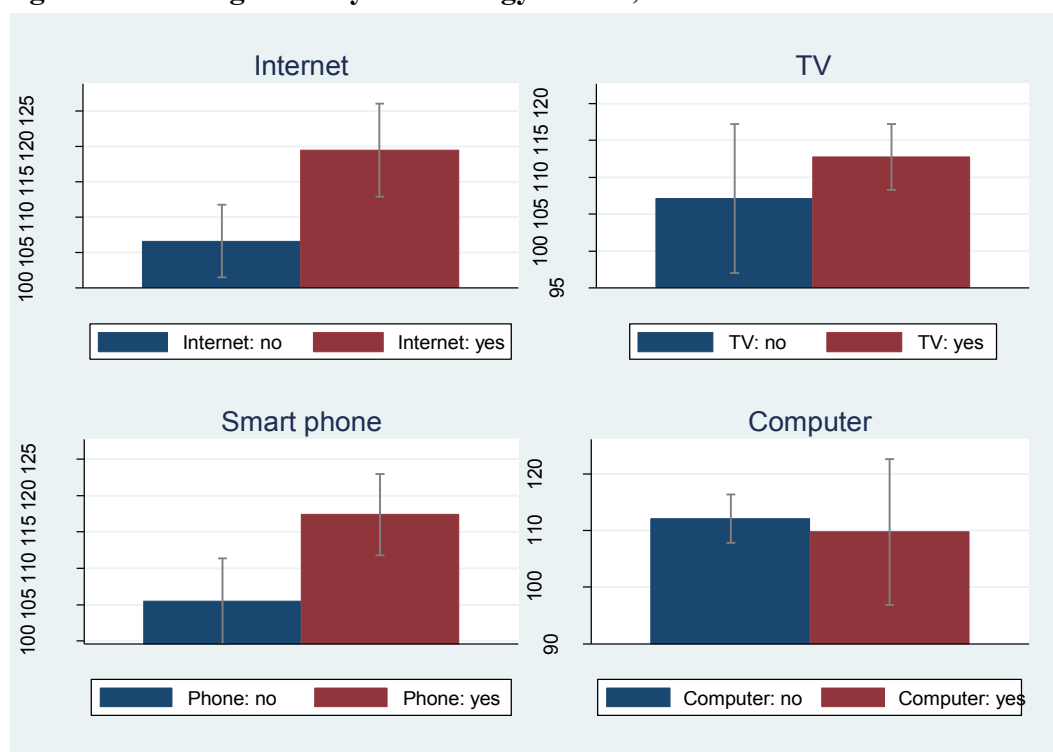 Internet
100 105 110 115 120 125
Internet: no Internet: yes
TV
95 100 105 110 115 120
TV: no TV: yes
Smart phone
100 105 110 115 120 125
Phone: no Phone: yes
Computer
90 100 110 120
Computer: no Computer: yes